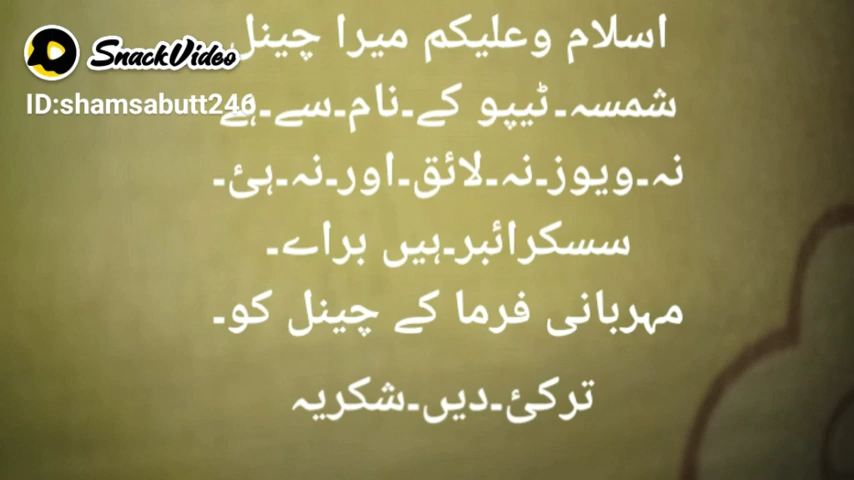 SnackVideo
ID:shamsabutt246
اسلام وعلیکم میرا چینل
شمسہ۔ٹیپو کے۔نام۔سے۔ہے
نہ۔ویوز۔نہ۔لائق۔اور۔نہ۔ہئ۔
سسکرائبر۔ہیں براے۔
مہربانی فرما کے چینل کو۔
ترکئ۔دیں۔شکریہ